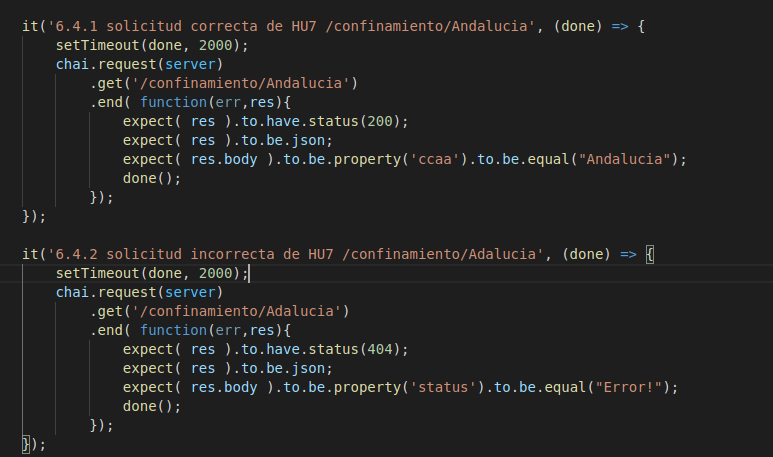 it('6.4.1 solicitud correcta de HU7 /confinamiento/Andalucia', (done) => {
    setTimeout(done, 2000);
    chai.request(server)
        .get('/confinamiento/Andalucia')
        .end( function(err,res){
            expect( res ).to.have.status(200);
            expect( res ).to.be.json;
            expect( res.body ).to.be.property('ccaa').to.be.equal("Andalucia");
            done();
        });
});

it('6.4.2 solicitud incorrecta de HU7 /confinamiento/Adalucia', (done) => {
    setTimeout(done, 2000);
    chai.request(server)
        .get('/confinamiento/Adalucia')
        .end( function(err,res){
            expect( res ).to.have.status(404);
            expect( res ).to.be.json;
            expect( res.body ).to.be.property('status').to.be.equal("Error!");
            done();
        });
});